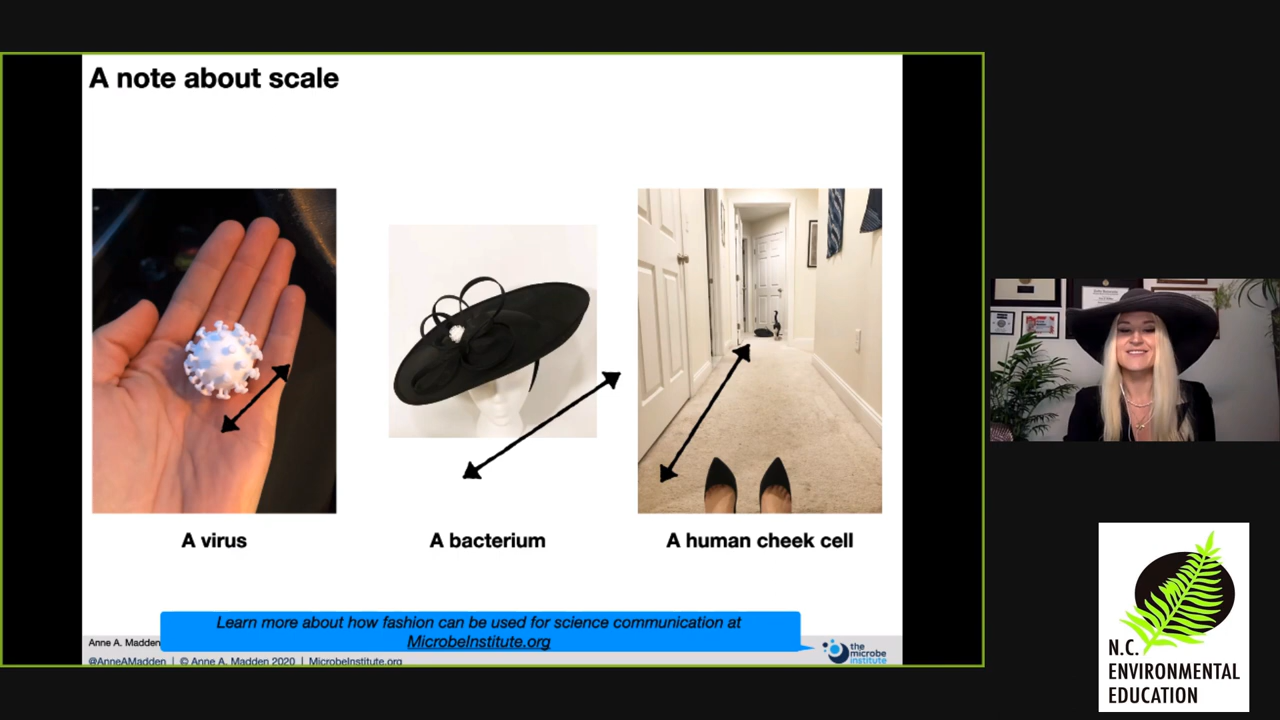 A note about scale
A virus
A bacterium
A human cheek cell
Learn more about how fashion can be used for science communication at
MicrobeInstitute.org
Anne A. Madden
@AnneAMadden | © Anne A. Madden 2020 | MicrobeInstitute.org
the
microbe
institute
N.C.
ENVIRONMENTAL
EDUCATION